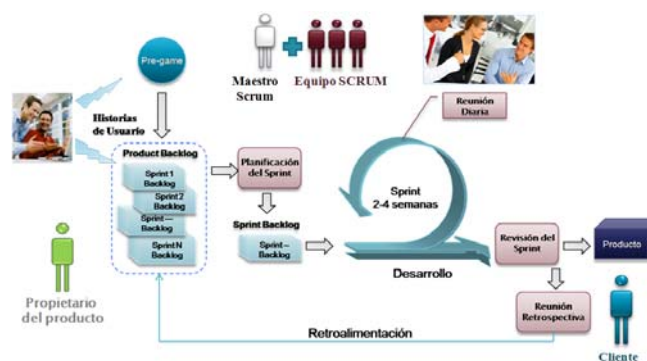 Pre-game
Maestro
Scrum
Equipo SCRUM
Reunión
Diaria
Historias
de Usuario
Product Backlog
Sprint 1
Backlog
Sprint 2
Backlog
Sprint---
Backlog
Sprint N
Backlog
Planificación
del Sprint
Sprint Backlog
Sprint--
Backlog
Sprint
2-4 semanas
Desarrollo
Revisión del
Sprint
Producto
Reunión
Retrospectiva
Propietario
del producto
Retroalimentación
Cliente